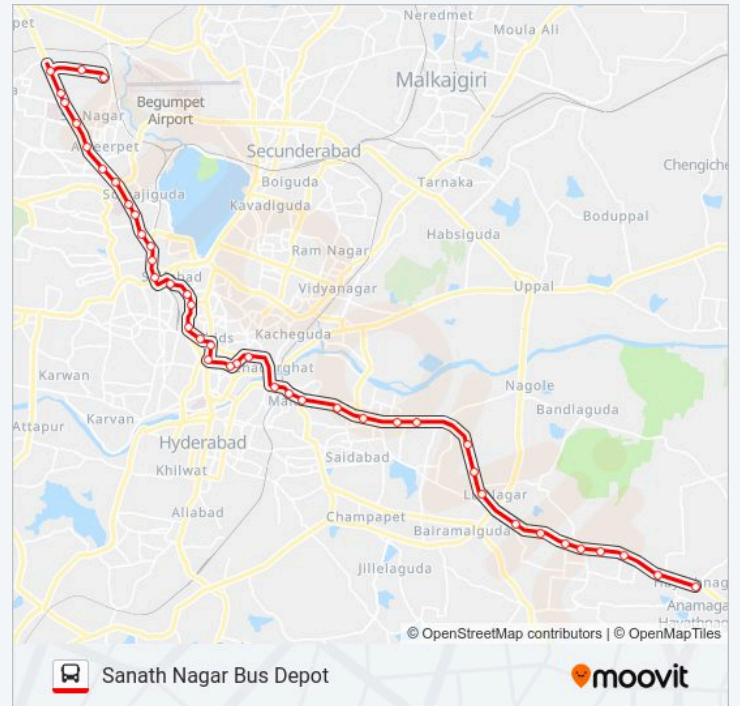 Neredmet
Moula Ali
pet
Malkajgiri
Begumpet
Airport
Nagar
Secunderabad
Chengiche
Boiguda
Tarnaka
Kavadiguda
Boduppal
Habsiguda
Ram Nagar
Vidyanagar
Uppal
Kacheguda
Karwan
Nagole
Bandlaguda
Karvan
Attapur
Hyderabad
Saidabad
Khilwat
Nagar
Aliabad
Champapet
Bairamalguda
Jillelaguda
Anamaga
© OpenStreetMap contributors | © OpenMapTiles
Sanath Nagar Bus Depot
moovit